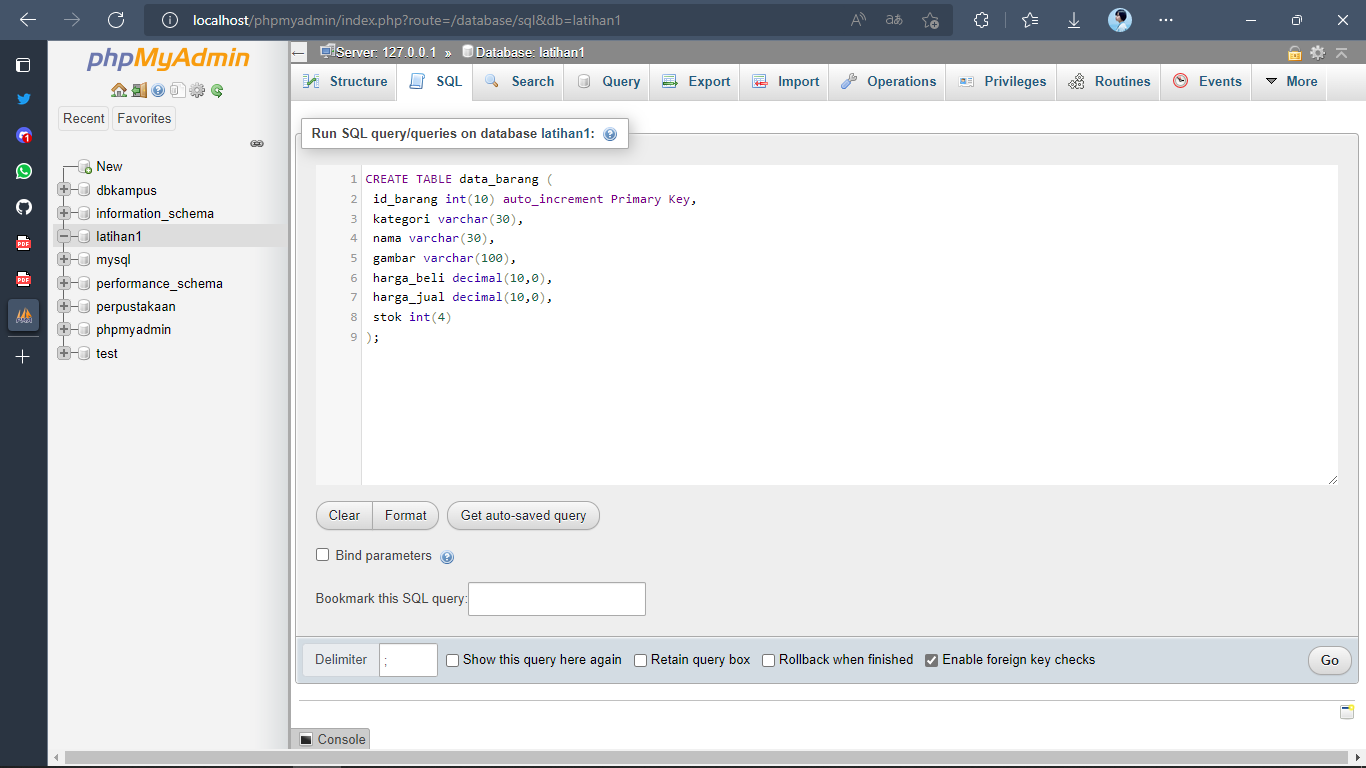 localhost/phpmyadmin/index.php?route=/database/sql&db=latihan1
phpMyAdmin
Recent Favorites
New
dbkampus
information_schema
latihan1
mysql
performance_schema
perpustakaan
phpmyadmin
test
Server: 127.0.0.1 » Database: latihan1
Structure SQL Search Query Export Import Operations Privileges Routines Events More
Run SQL query/queries on database latihan1:
1 CREATE TABLE data_barang (
2 id_barang int(10) auto_increment Primary Key,
3 kategori varchar(30),
4 nama varchar(30),
5 gambar varchar(100),
6 harga_beli decimal(10,0),
7 harga_jual decimal(10,0),
8 stok int(4)
9 );
Clear Format Get auto-saved query
Bind parameters
Bookmark this SQL query:
Delimiter ; Show this query here again Retain query box Rollback when finished Enable foreign key checks Go
Console